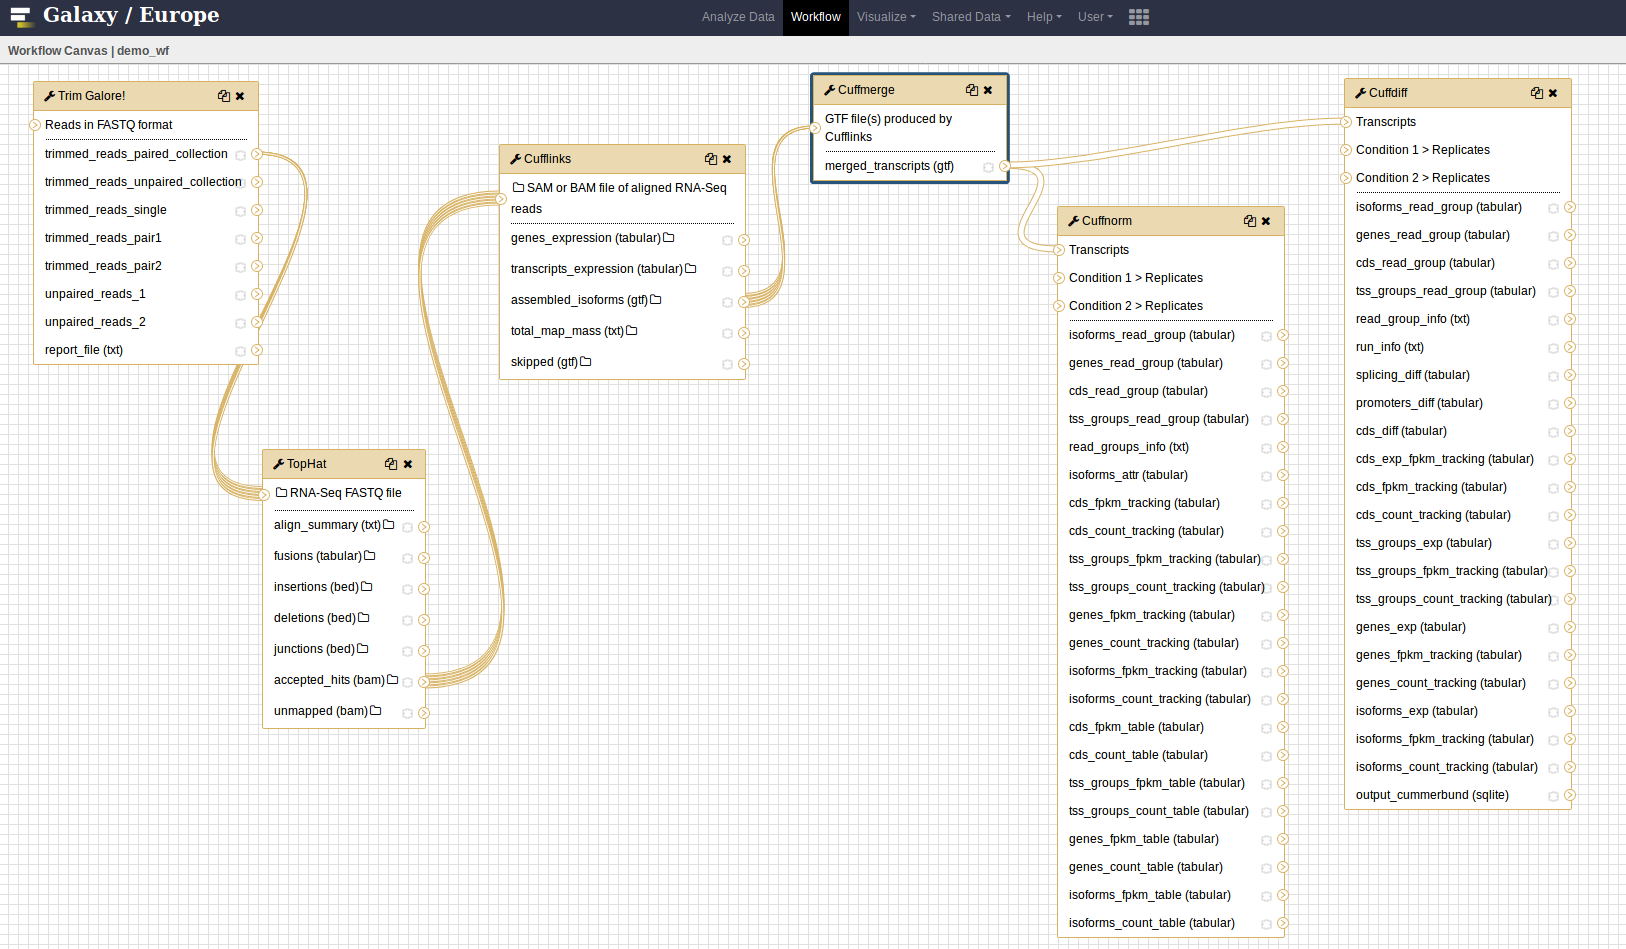 Galaxy / Europe
Analyze Data Workflow Visualize Shared Data Help User
Workflow Canvas | demo_wf
Trim Galore!
Reads in FASTQ format
trimmed_reads_paired_collection
trimmed_reads_unpaired_collection
trimmed_reads_single
trimmed_reads_pair1
trimmed_reads_pair2
unpaired_reads_1
unpaired_reads_2
report_file (txt)
TopHat
RNA-Seq FASTQ file
align_summary (txt)
fusions (tabular)
insertions (bed)
deletions (bed)
junctions (bed)
accepted_hits (bam)
unmapped (bam)
Cufflinks
SAM or BAM file of aligned RNA-Seq
reads
genes_expression (tabular)
transcripts_expression (tabular)
assembled_isoforms (gtf)
total_map_mass (txt)
skipped (gtf)
Cuffmerge
GTF file(s) produced by
Cufflinks
merged_transcripts (gtf)
Cuffnorm
Transcripts
Condition 1 > Replicates
Condition 2 > Replicates
isoforms_read_group (tabular)
genes_read_group (tabular)
cds_read_group (tabular)
tss_groups_read_group (tabular)
read_groups_info (txt)
isoforms_attr (tabular)
cds_fpkm_tracking (tabular)
cds_count_tracking (tabular)
tss_groups_fpkm_tracking (tabular)
tss_groups_count_tracking (tabular)
genes_fpkm_tracking (tabular)
genes_count_tracking (tabular)
isoforms_fpkm_tracking (tabular)
isoforms_count_tracking (tabular)
cds_fpkm_table (tabular)
cds_count_table (tabular)
tss_groups_fpkm_table (tabular)
tss_groups_count_table (tabular)
genes_fpkm_table (tabular)
genes_count_table (tabular)
isoforms_fpkm_table (tabular)
isoforms_count_table (tabular)
Cuffdiff
Transcripts
Condition 1 > Replicates
Condition 2 > Replicates
isoforms_read_group (tabular)
genes_read_group (tabular)
cds_read_group (tabular)
tss_groups_read_group (tabular)
read_group_info (txt)
run_info (txt)
splicing_diff (tabular)
promoters_diff (tabular)
cds_diff (tabular)
cds_exp_fpkm_tracking (tabular)
cds_fpkm_tracking (tabular)
cds_count_tracking (tabular)
tss_groups_exp (tabular)
tss_groups_fpkm_tracking (tabular)
tss_groups_count_tracking (tabular)
genes_exp (tabular)
genes_fpkm_tracking (tabular)
genes_count_tracking (tabular)
isoforms_exp (tabular)
isoforms_fpkm_tracking (tabular)
isoforms_count_tracking (tabular)
output_cummerbund (sqlite)